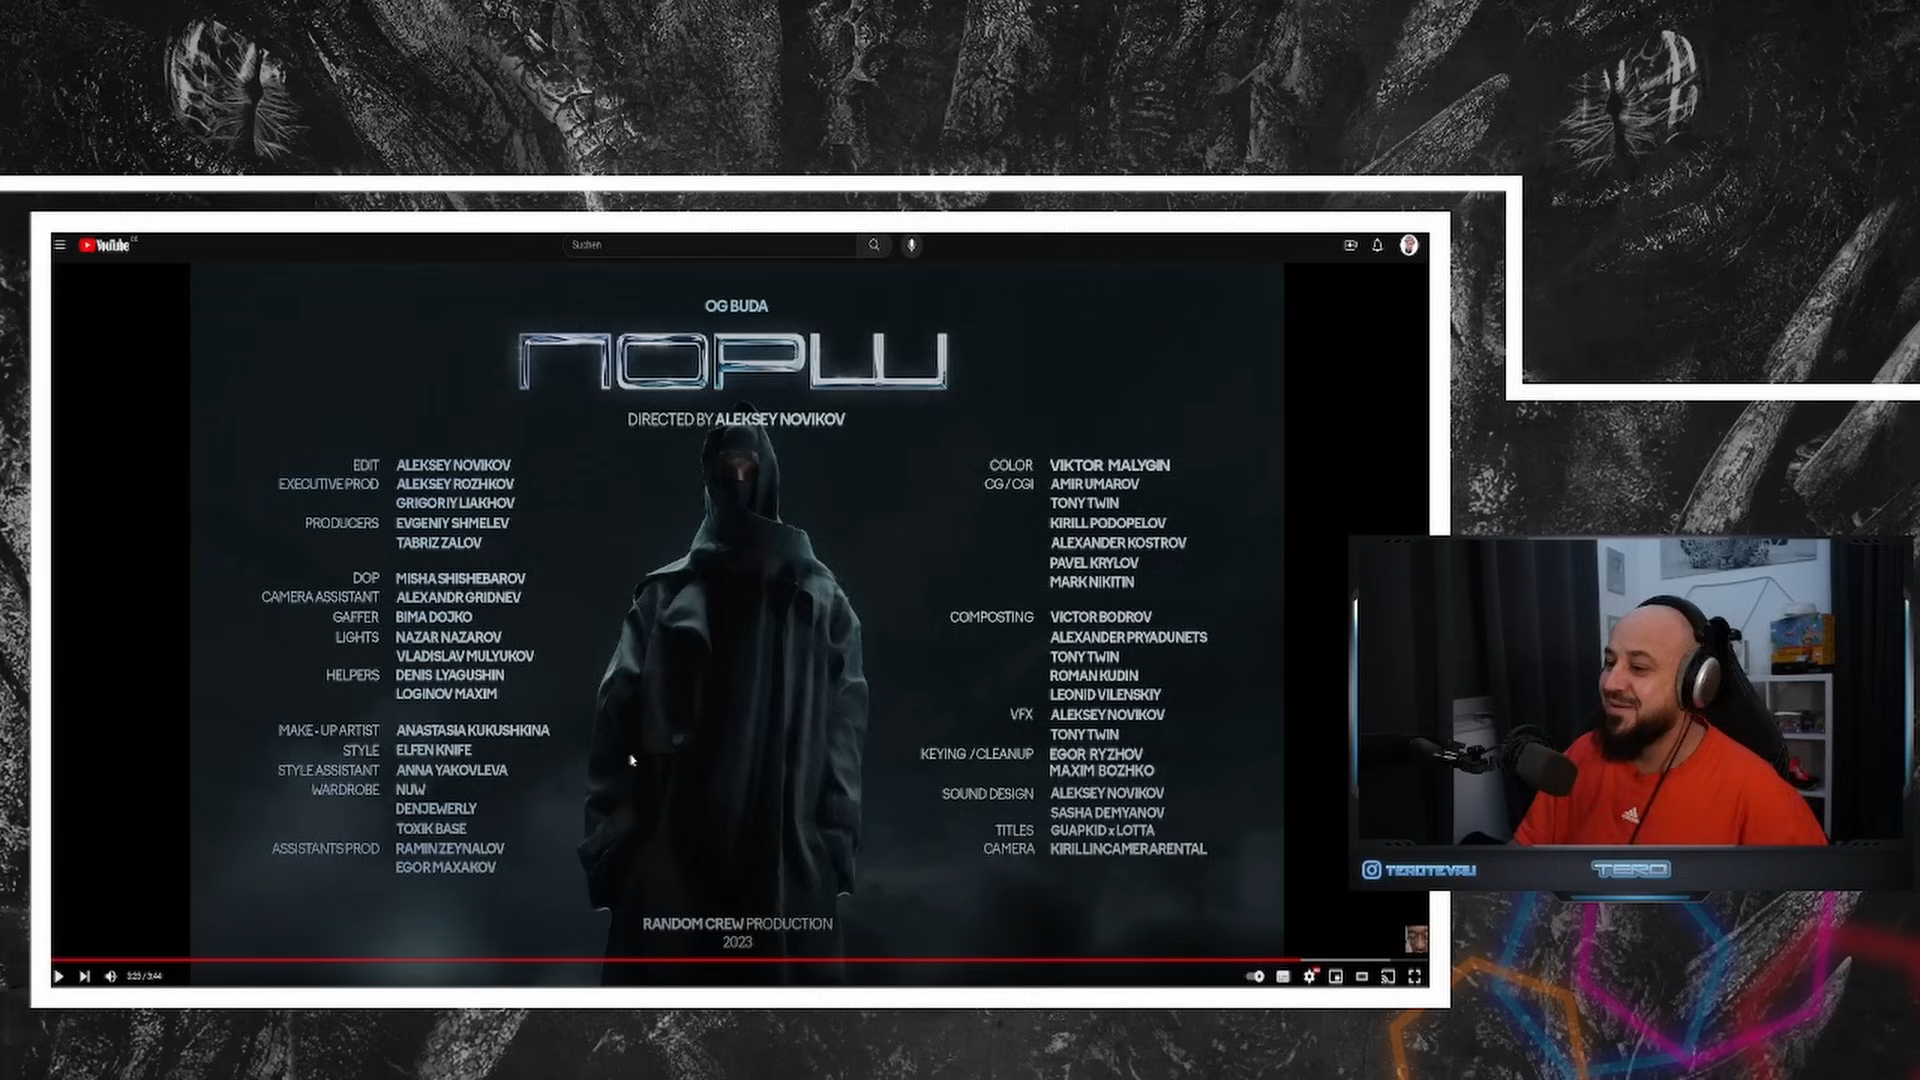 YouTube
DE
Suchen
OG BUDA
ПОРШ
DIRECTED BY ALEKSEY NOVIKOV
EDIT ALEKSEY NOVIKOV
EXECUTIVE PROD ALEKSEY ROZHKOV
GRIGORIY LIAKHOV
PRODUCERS EVGENIY SHMELEV
TABRIZ ZALOV
DOP MISHA SHISHEBAROV
CAMERA ASSISTANT ALEXANDR GRIDNEV
GAFFER BIMA DOJKO
LIGHTS NAZAR NAZAROV
VLADISLAV MULYUKOV
HELPERS DENIS LYAGUSHIN
LOGINOV MAXIM
MAKE-UP ARTIST ANASTASIA KUKUSHKINA
STYLE ELFEN KNIFE
STYLE ASSISTANT ANNA YAKOVLEVA
WARDROBE NUW
DENJEWERLY
TOXIK BASE
ASSISTANTS PROD RAMIN ZEYNALOV
EGOR MAXAKOV
COLOR VIKTOR MALYGIN
CG / CGI AMIR UMAROV
TONY TWIN
KIRILL PODOPELOV
ALEXANDER KOSTROV
PAVEL KRYLOV
MARK NIKITIN
COMPOSTING VICTOR BODROV
ALEXANDER PRYADUNETS
TONY TWIN
ROMAN KUDIN
LEONID VILENSKIY
VFX ALEKSEY NOVIKOV
TONY TWIN
KEYING / CLEANUP EGOR RYZHOV
MAXIM BOZHKO
SOUND DESIGN ALEKSEY NOVIKOV
SASHA DEMYANOV
TITLES GUAPKID x LOTTA
CAMERA KIRILLINCAMERARENTAL
RANDOM CREW PRODUCTION
2023
3:23 / 3:44
TERO